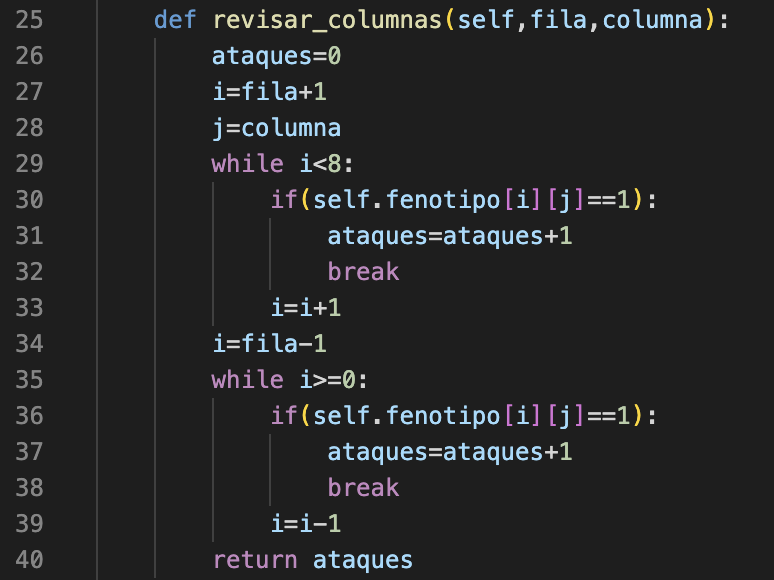 25 def revisar_columnas(self,fila,columna):
26 ataques=0
27 i=fila+1
28 j=columna
29 while i<8:
30 if(self.fenotipo[i][j]==1):
31 ataques=ataques+1
32 break
33 i=i+1
34 i=fila-1
35 while i>=0:
36 if(self.fenotipo[i][j]==1):
37 ataques=ataques+1
38 break
39 i=i-1
40 return ataques